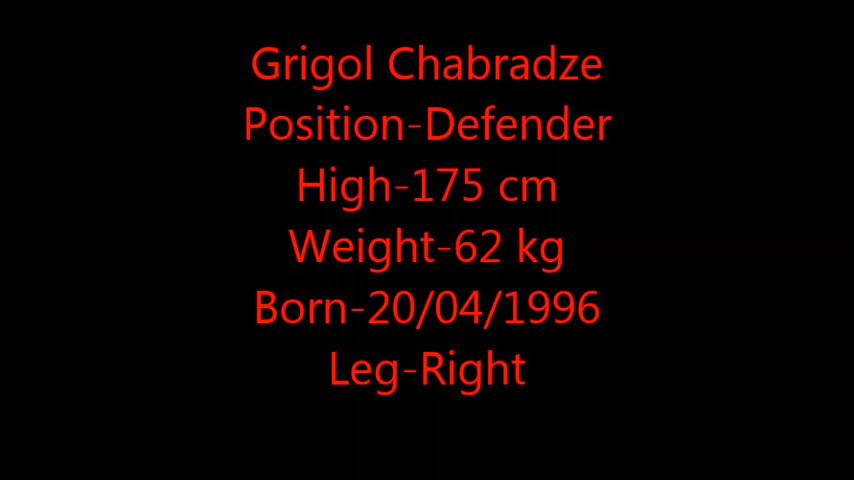 Grigol Chabradze
Position-Defender
High-175 cm
Weight-62 kg
Born-20/04/1996
Leg-Right